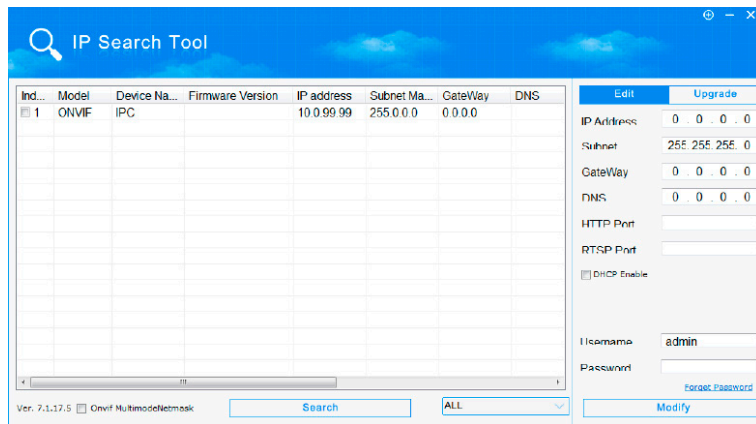 IP Search Tool
Ind... Model Device Na... Firmware Version IP address Subnet Ma... GateWay DNS
1 ONVIF IPC 10.0.99.99 255.0.0.0 0.0.0.0
Edit Upgrade
IP Address 0 . 0 . 0 . 0
Subnet 255. 255. 255. 0
GateWay 0 . 0 . 0 . 0
DNS 0 . 0 . 0 . 0
HTTP Port
RTSP Port
DHCP Enable
Username admin
Password
Forget Password
Ver. 7.1.17.5 Onvif MultimodeNetmask Search ALL Modify